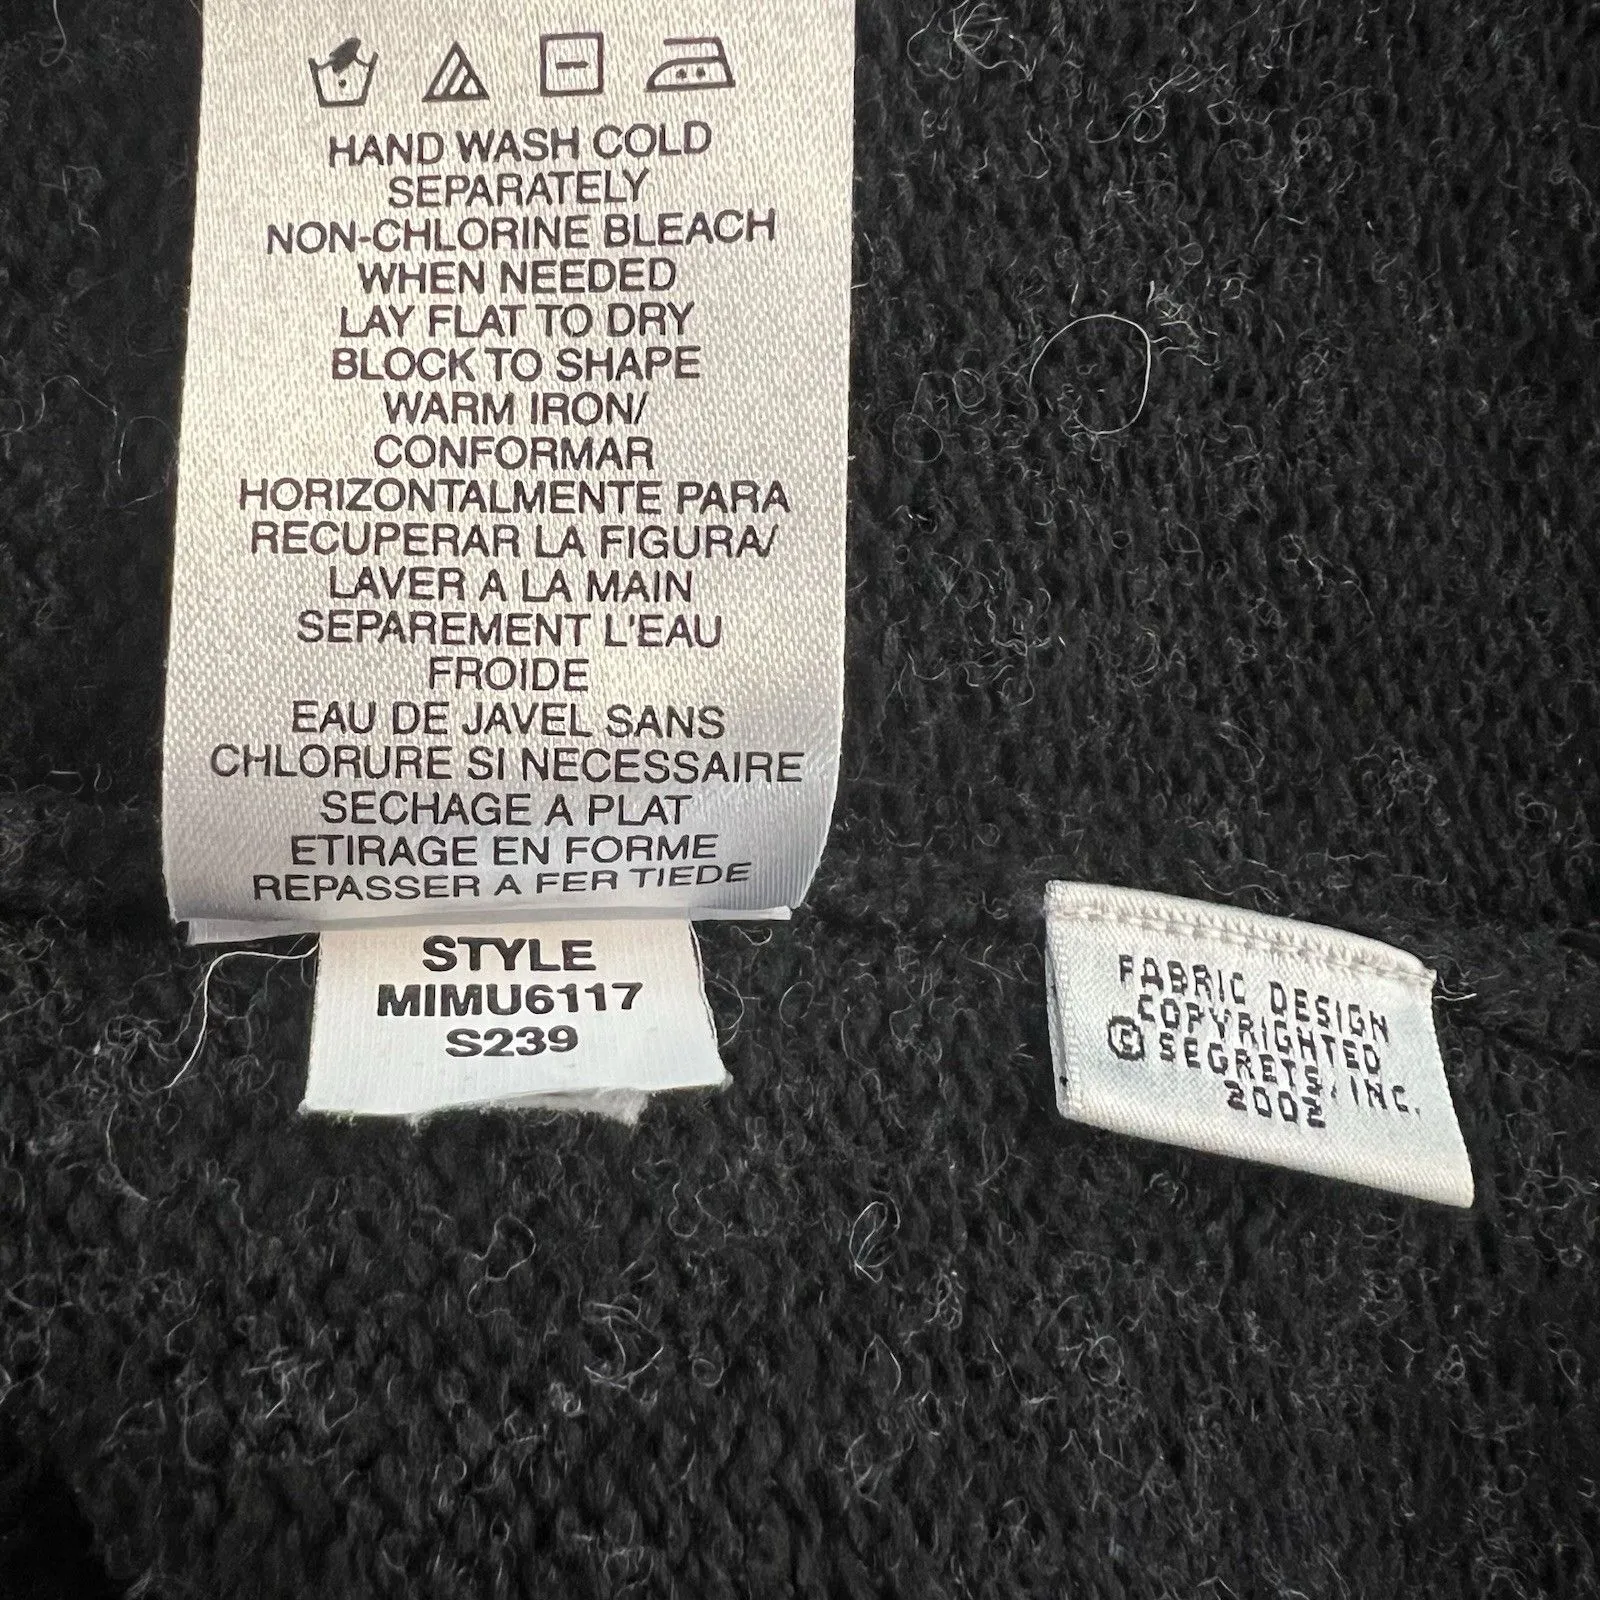 HAND WASH COLD
SEPARATELY
NON-CHLORINE BLEACH
WHEN NEEDED
LAY FLAT TO DRY
BLOCK TO SHAPE
WARM IRON/
CONFORMAR
HORIZONTALMENTE PARA
RECUPERAR LA FIGURA/
LAVER A LA MAIN
SEPAREMENT L'EAU
FROIDE
EAU DE JAVEL SANS
CHLORURE SI NECESSAIRE
SECHAGE A PLAT
ETIRAGE EN FORME
REPASSER A FER TIEDE
STYLE
MIMU6117
S239
FABRIC DESIGN
COPYRIGHTED
© SEGRETS, INC.
2002